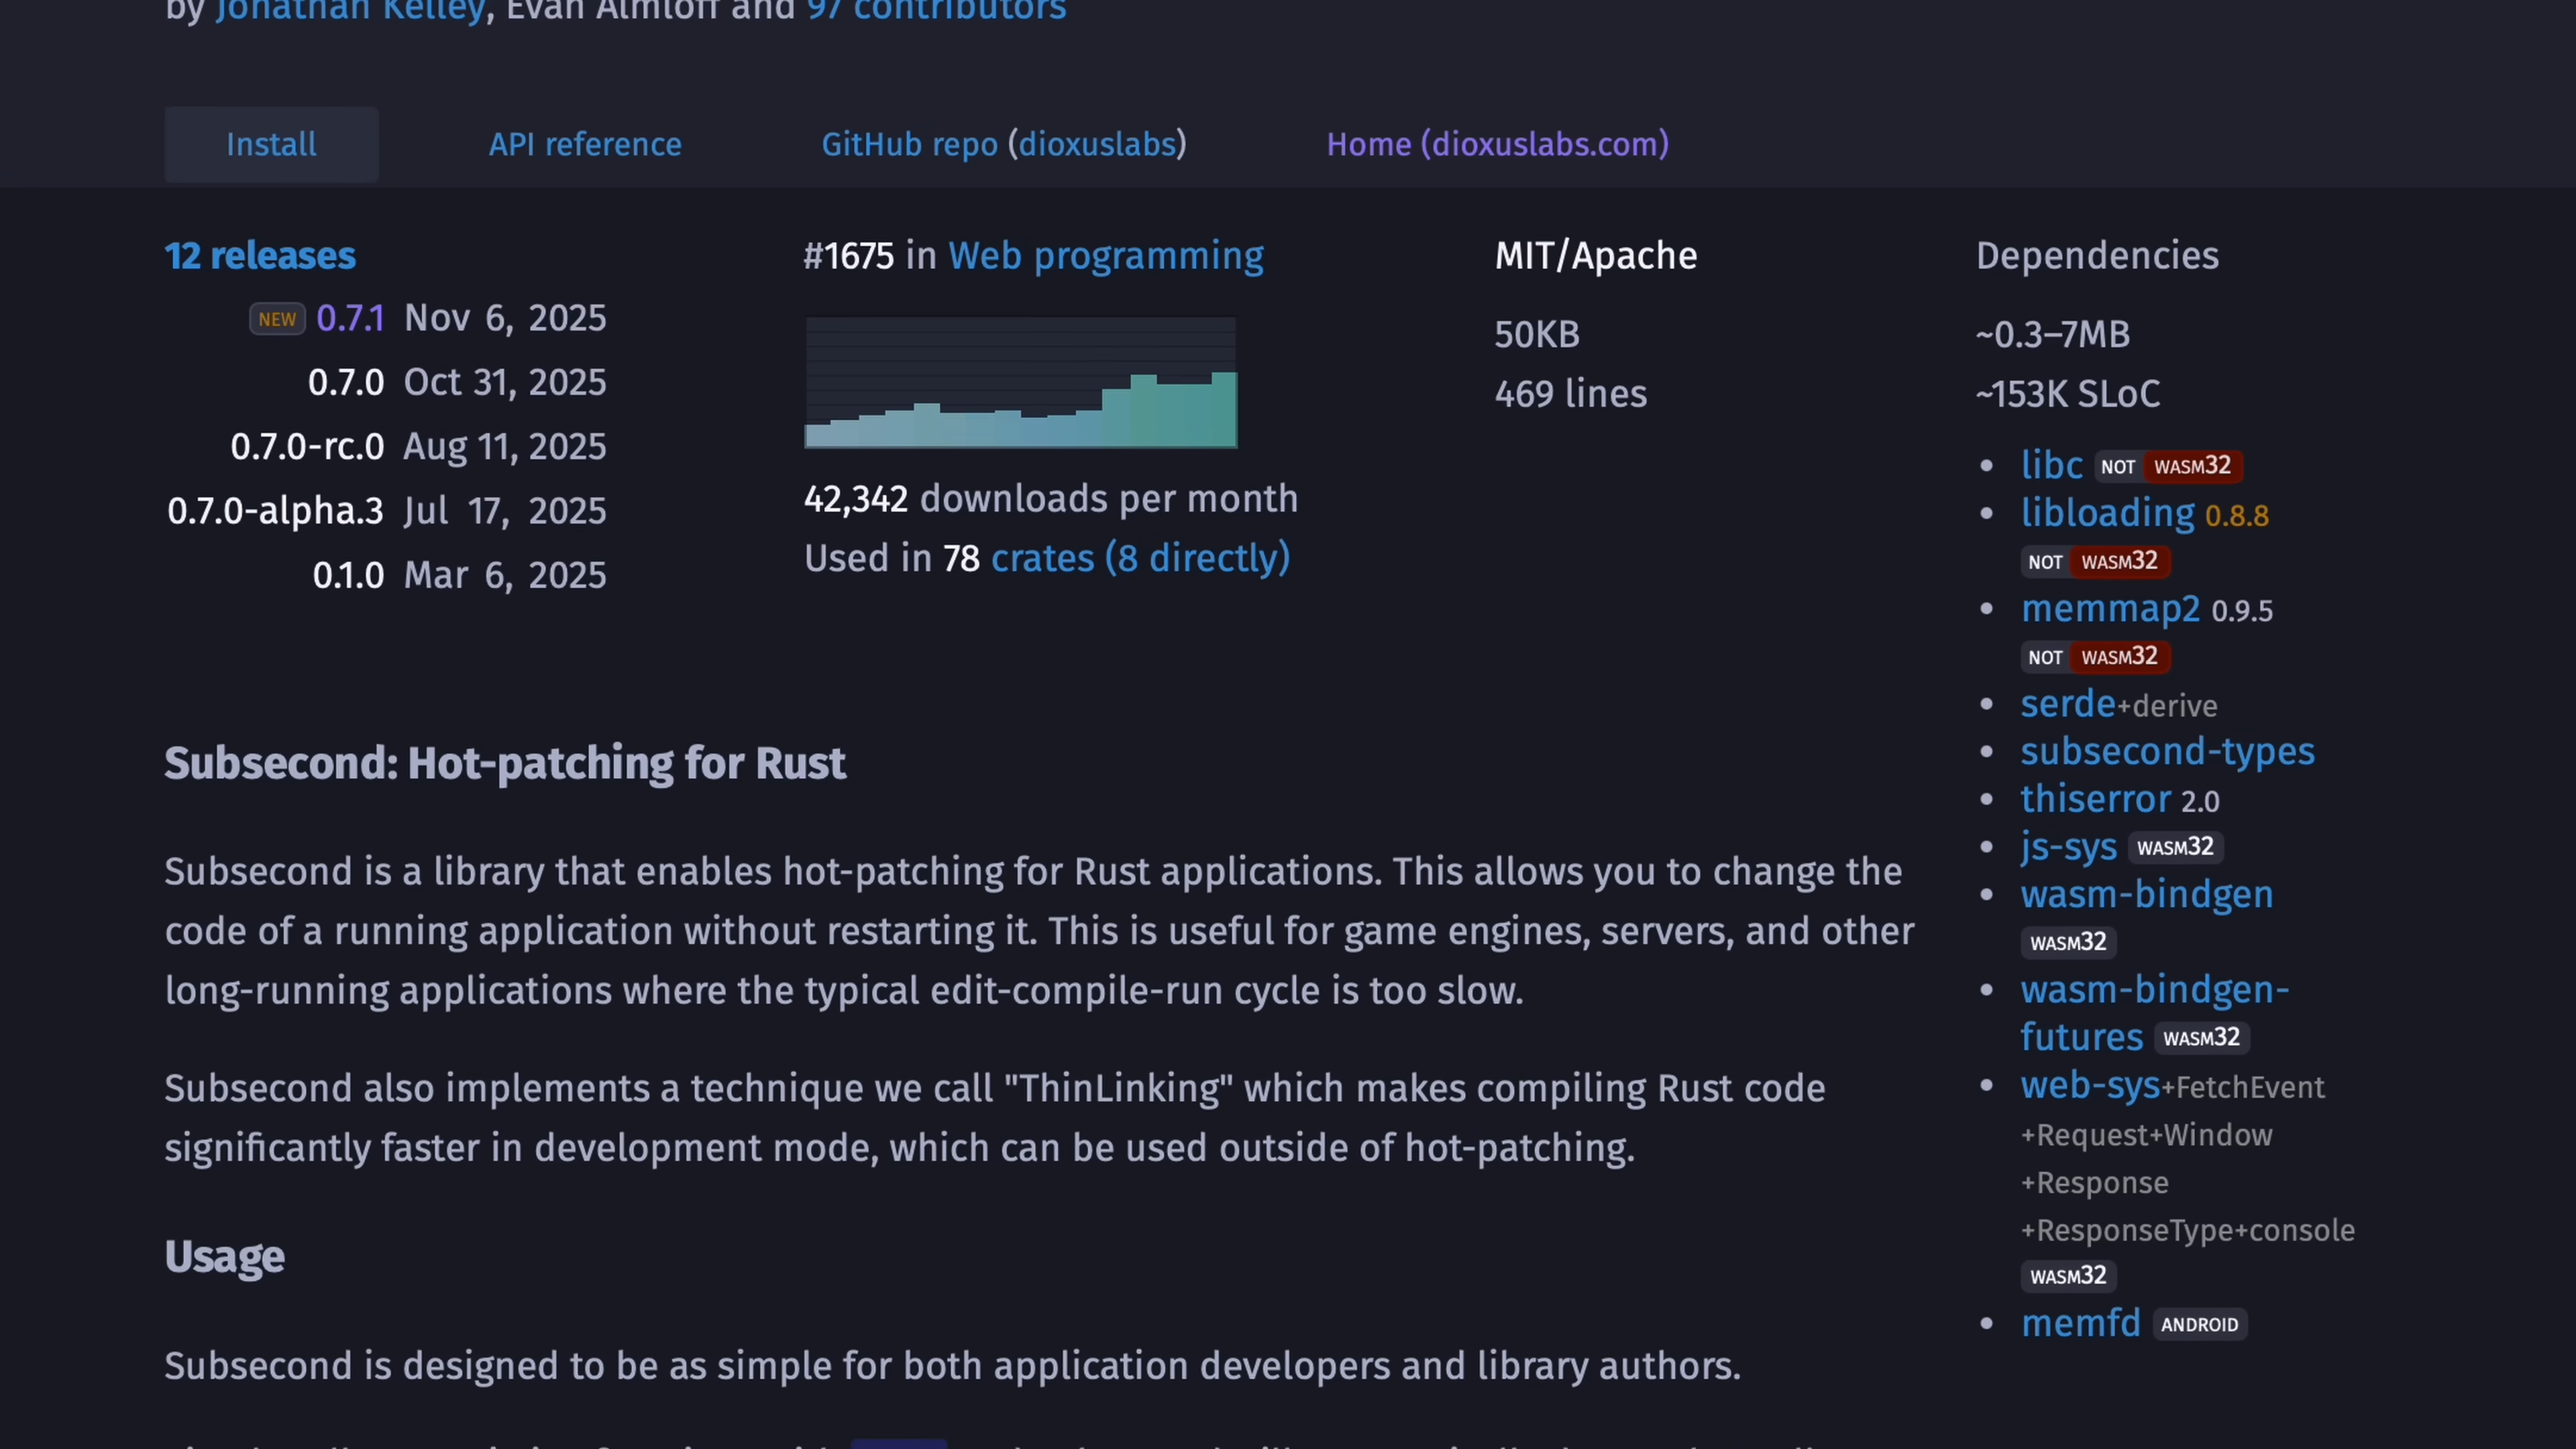 by Jonathan Kelley, Evan Almloff and 97 contributors
Install
API reference
GitHub repo (dioxuslabs)
Home (dioxuslabs.com)
12 releases
NEW 0.7.1 Nov 6, 2025
0.7.0 Oct 31, 2025
0.7.0-rc.0 Aug 11, 2025
0.7.0-alpha.3 Jul 17, 2025
0.1.0 Mar 6, 2025
#1675 in Web programming
42,342 downloads per month
Used in 78 crates (8 directly)
MIT/Apache
50KB
469 lines
Dependencies
~0.3–7MB
~153K SLoC
• libc NOT WASM32
• libloading 0.8.8
NOT WASM32
• memmap2 0.9.5
NOT WASM32
• serde+derive
• subsecond-types
• thiserror 2.0
• js-sys WASM32
• wasm-bindgen
WASM32
• wasm-bindgen-
futures WASM32
• web-sys+FetchEvent
+Request+Window
+Response
+ResponseType+console
WASM32
• memfd ANDROID
Subsecond: Hot-patching for Rust
Subsecond is a library that enables hot-patching for Rust applications. This allows you to change the
code of a running application without restarting it. This is useful for game engines, servers, and other
long-running applications where the typical edit-compile-run cycle is too slow.
Subsecond also implements a technique we call "ThinLinking" which makes compiling Rust code
significantly faster in development mode, which can be used outside of hot-patching.
Usage
Subsecond is designed to be as simple for both application developers and library authors.